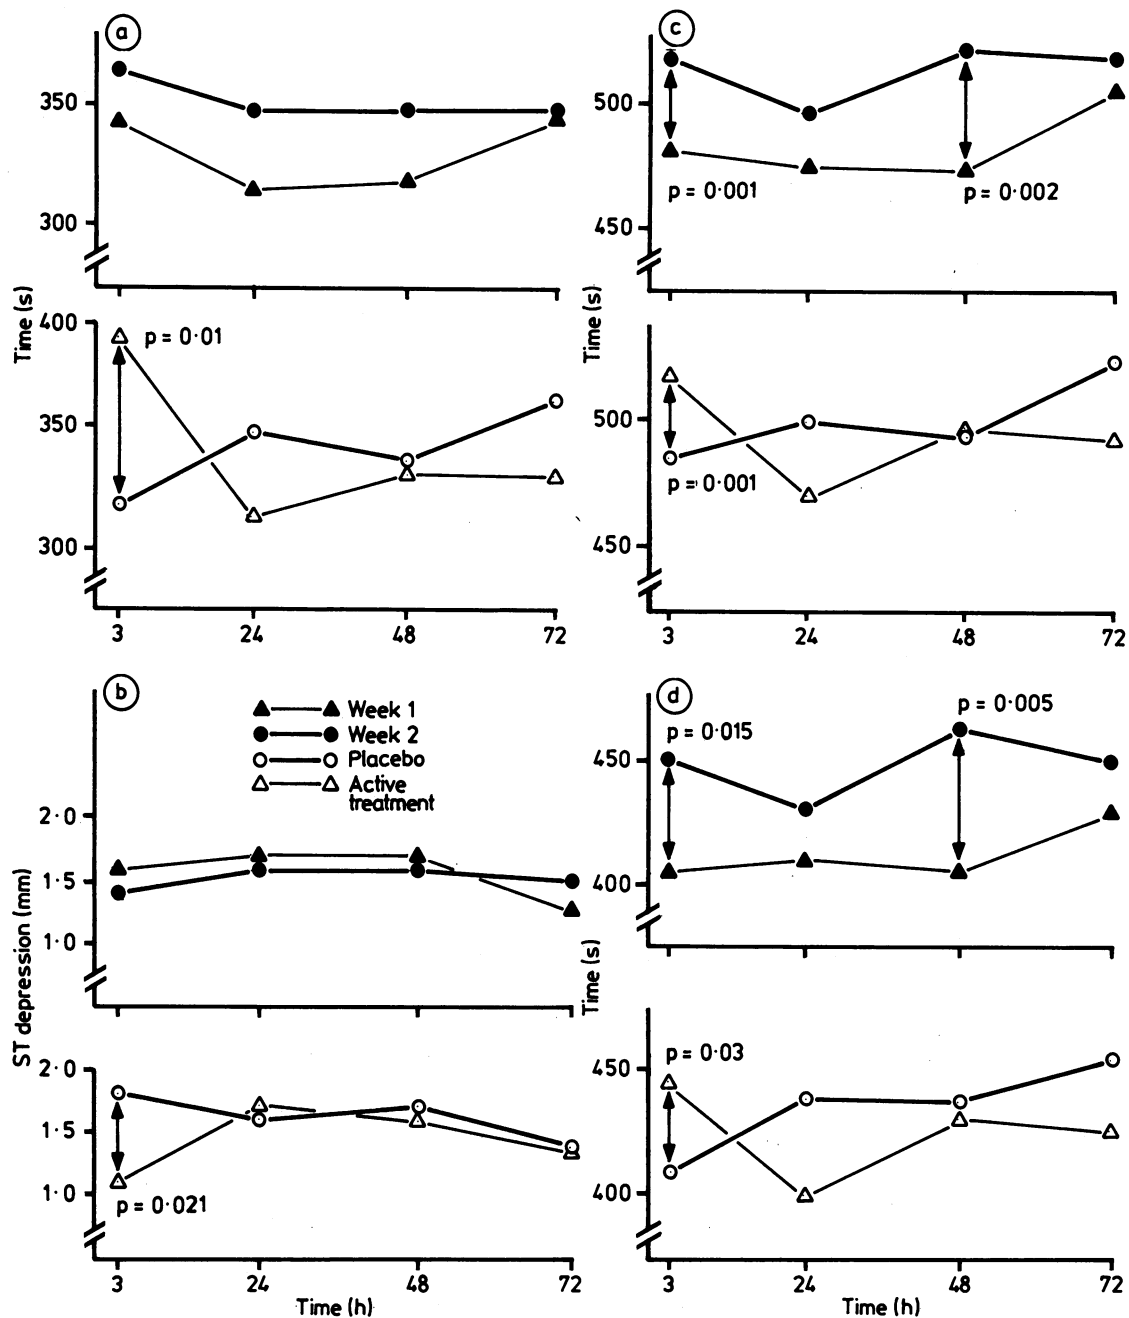 a
350
300
Time (s)
400
p = 0·01
350
300
3 24 48 72
c
500
p = 0·001
p = 0·002
450
Time (s)
500
p = 0·001
450
3 24 48 72
b
Week 1
Week 2
Placebo
Active
treatment
2·0
1·5
1·0
ST depression (mm)
2·0
1·5
1·0
p = 0·021
3 24 48 72
Time (h)
d
p = 0·005
p = 0·015
450
400
Time (s)
p = 0·03
450
400
3 24 48 72
Time (h)